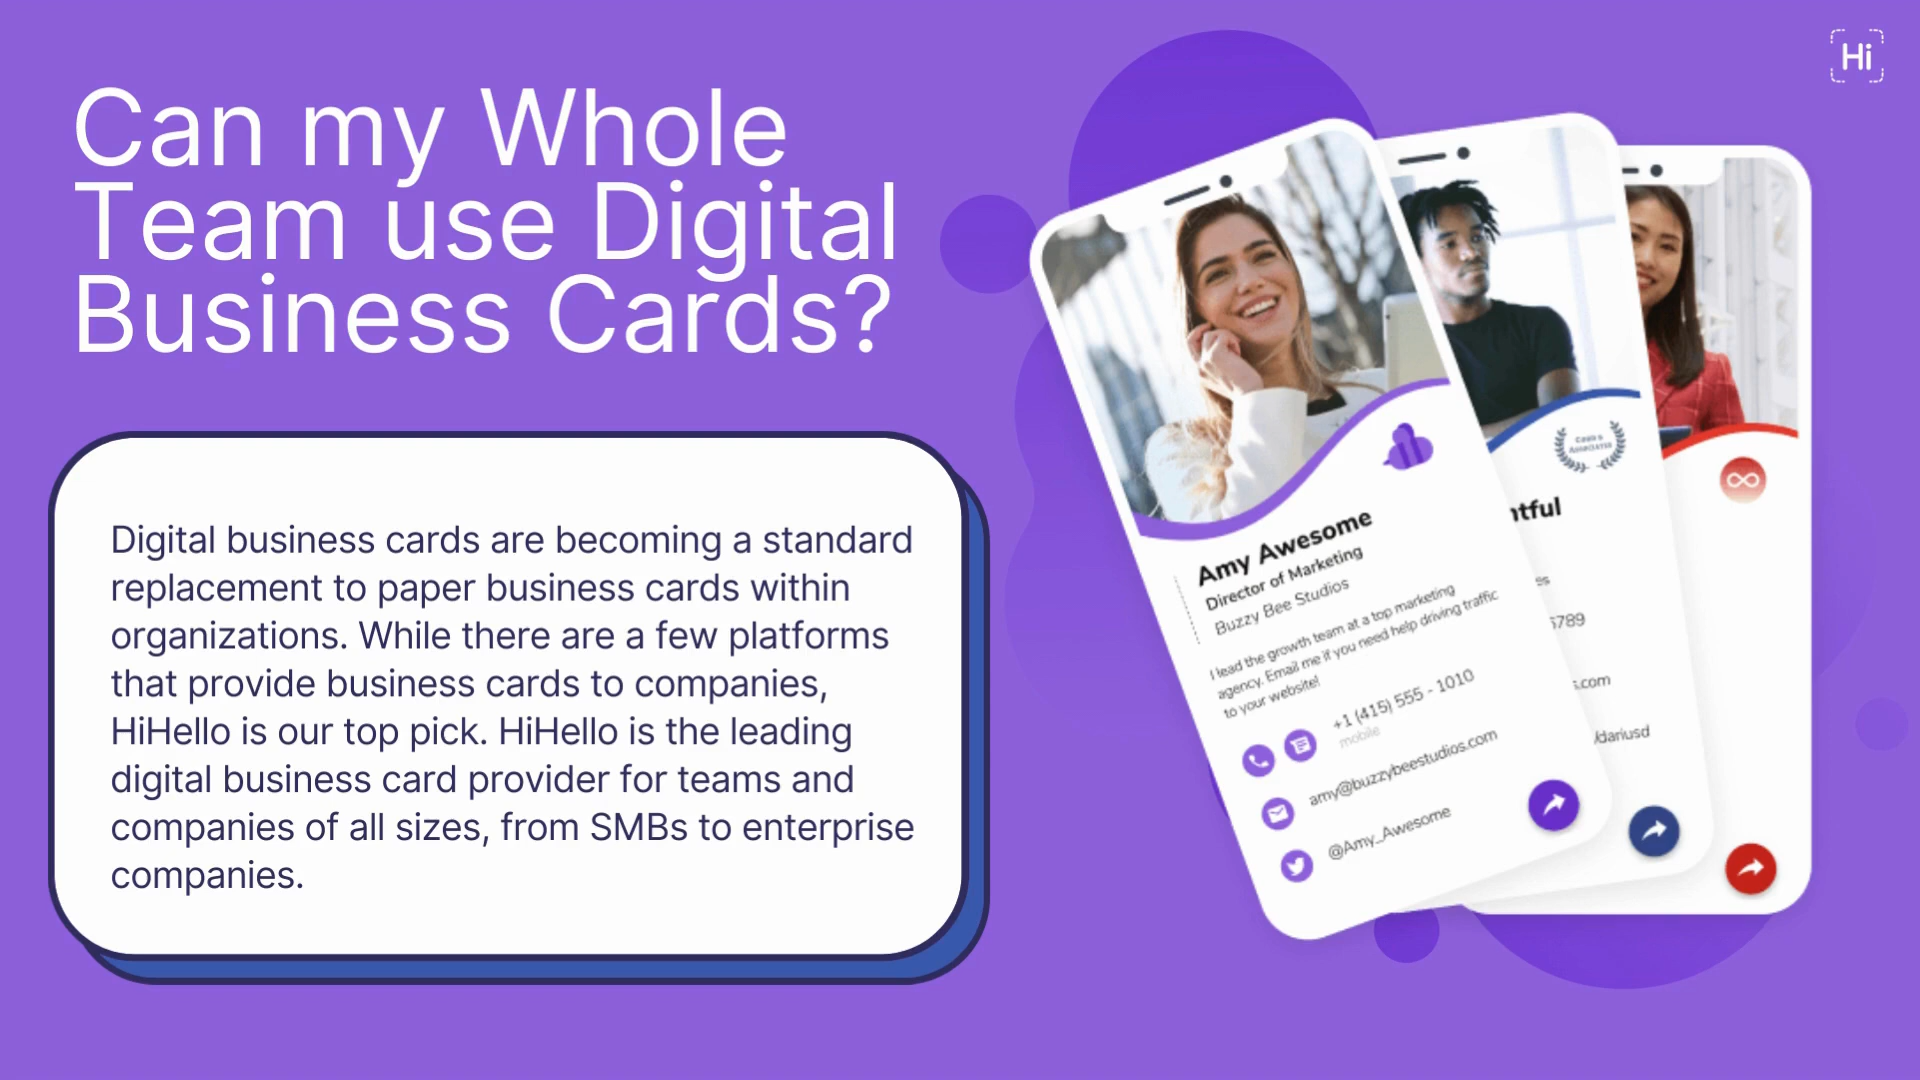 Hi
Can my Whole
Team use Digital
Business Cards?
Digital business cards are becoming a standard
replacement to paper business cards within
organizations. While there are a few platforms
that provide business cards to companies,
HiHello is our top pick. HiHello is the leading
digital business card provider for teams and
companies of all sizes, from SMBs to enterprise
companies.
Amy Awesome
Director of Marketing
Buzzy Bee Studios
I lead the growth team at a top marketing
agency. Email me if you need help driving traffic
to your website!
+1 (415) 555 - 1010
mobile
amy@buzzybeestudios.com
@Amy_Awesome
Associates
ntful
es
6789
s.com
/dariusd